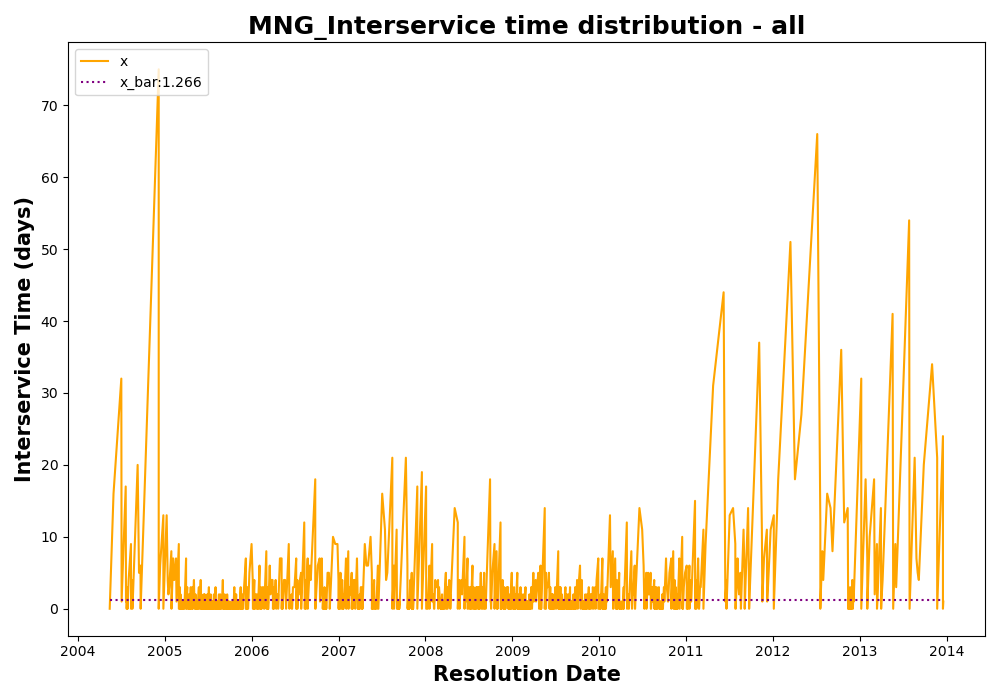 MNG_Interservice time distribution - all
x
x_bar:1.266
Interservice Time (days)
70
60
50
40
30
20
10
0
2004 2005 2006 2007 2008 2009 2010 2011 2012 2013 2014
Resolution Date